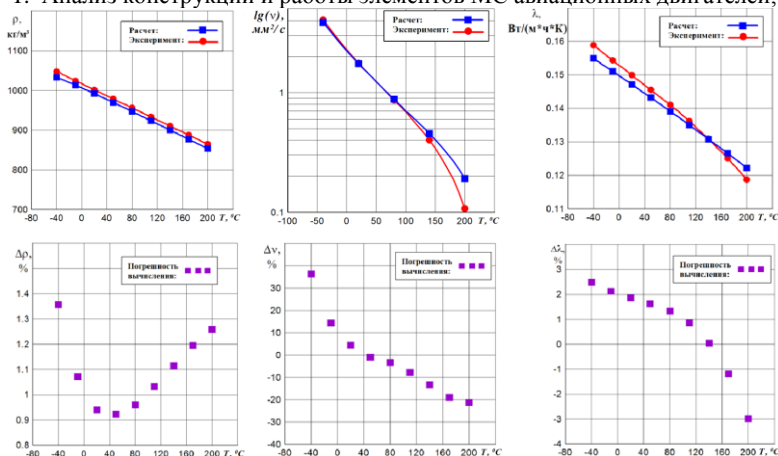 1. Анализ конструкции и работы элементов МС авиационных двигателей,
ρ,
кг/м³
Расчет:
Эксперимент:
1100
1000
900
800
700
-80 -40 0 40 80 120 160 200 T, °C
lg(ν),
мм²/с
Расчет:
Эксперимент:
1
0.1
-100 -50 0 50 100 150 200 T, °C
λ,
Вт/(м*ч*К)
Расчет:
Эксперимент:
0.16
0.15
0.14
0.13
0.12
0.11
-80 -40 0 40 80 120 160 200 T, °C
Δρ,
%
Погрешность
вычисления:
1.4
1.3
1.2
1.1
1
0.9
0.8
-80 -40 0 40 80 120 160 200 T, °C
Δν,
%
Погрешность
вычисления:
30
20
10
0
-10
-20
-30
-40
-80 -40 0 40 80 120 160 200 T, °C
Δλ,
%
Погрешность
вычисления:
3
2
1
0
-1
-2
-3
-4
-80 -40 0 40 80 120 160 200 T, °C